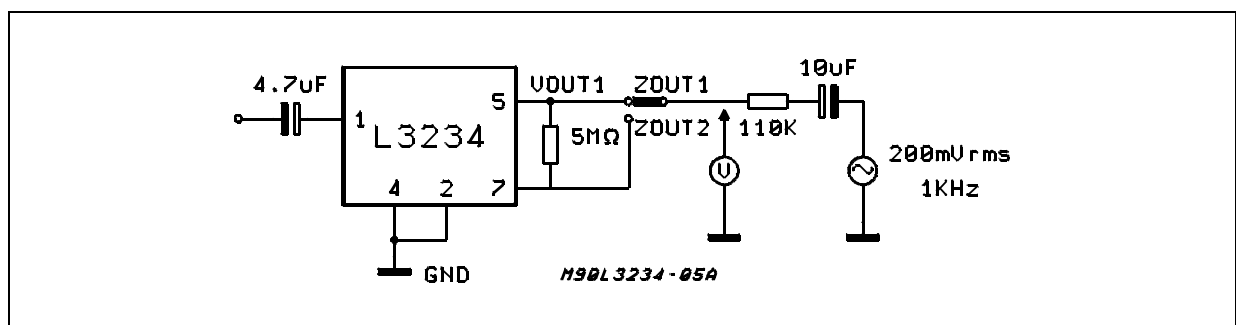 4.7uF
1
L3234
5
4
2
7
VOUT1
ZOUT1
ZOUT2
5MΩ
110K
10uF
V
200mVrms
1KHz
GND
M90L3234-05A